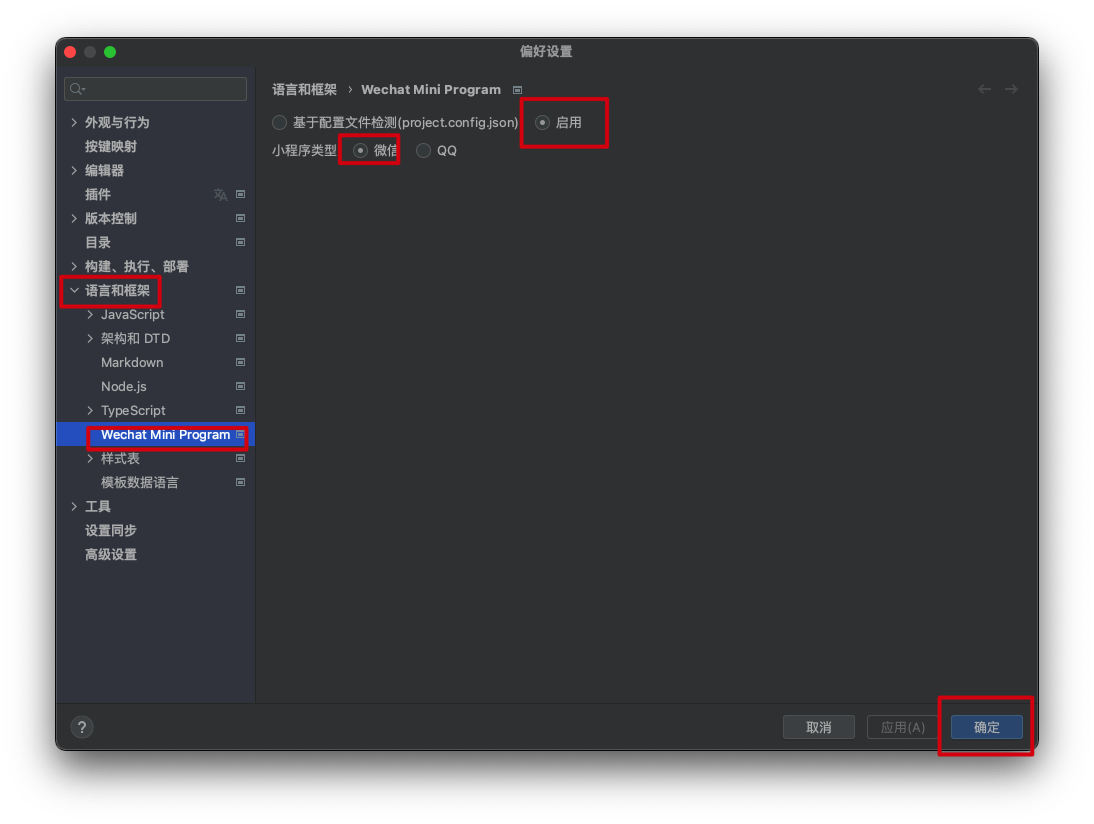 偏好设置
语言和框架 › Wechat Mini Program
基于配置文件检测(project.config.json) 启用
小程序类型 微信 QQ
外观与行为
按键映射
编辑器
插件
版本控制
目录
构建、执行、部署
语言和框架
JavaScript
架构和 DTD
Markdown
Node.js
TypeScript
Wechat Mini Program
样式表
模板数据语言
工具
设置同步
高级设置
? 取消 应用(A) 确定